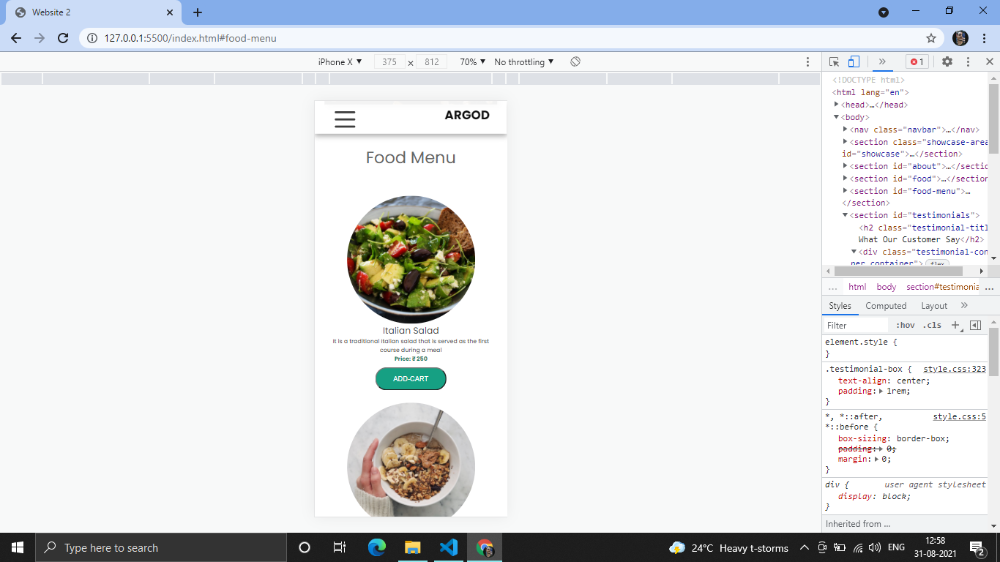 Website 2
127.0.0.1:5500/index.html#food-menu
iPhone X ▼ 375 x 812 70% ▼ No throttling ▼
1
ARGOD
Food Menu
Italian Salad
It is a traditional Italian salad that is served as the first
course during a meal
Price: ₹ 250
ADD-CART
<!DOCTYPE html>
<html lang="en">
<head>…</head>
<body>
<nav class="navbar">…</nav>
<section class="showcase-area
id="showcase">…</section>
<section id="about">…</sectio
<section id="food">…</section
<section id="food-menu">…
</section>
<section id="testimonials">
<h2 class="testimonial-titl
What Our Customer Say</h2>
<div class="testimonial-con
ner container"> flex
… html body section#testimonia …
Styles Computed Layout »
Filter :hov .cls +
element.style {
}
.testimonial-box { style.css:323
text-align: center;
padding: 1rem;
}
*, *::after, style.css:5
*::before {
box-sizing: border-box;
padding: 0;
margin: 0;
}
div { user agent stylesheet
display: block;
}
Inherited from ...
Type here to search
24°C Heavy t-storms
ENG
12:58
31-08-2021
2